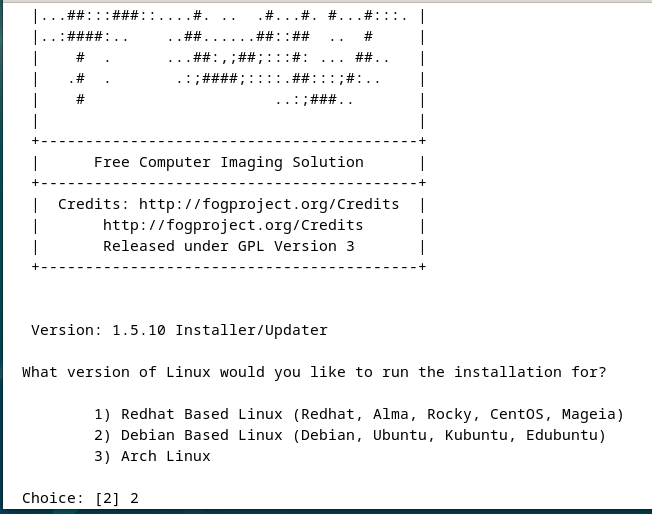 |...##:::###::....#. ..  .#...#. #...#:::. |
|..:####:..    ..##......##::##  ..  #     |
|    #  .      ...##:,;##;:::#: ... ##..   |
|   .#  .       .:;####;::::.##:::;#:..    |
|    #                     ..:;###..       |
|                                          |
+------------------------------------------+
|      Free Computer Imaging Solution      |
+------------------------------------------+
|  Credits: http://fogproject.org/Credits  |
|       http://fogproject.org/Credits      |
|       Released under GPL Version 3       |
+------------------------------------------+
Version: 1.5.10 Installer/Updater
What version of Linux would you like to run the installation for?
1) Redhat Based Linux (Redhat, Alma, Rocky, CentOS, Mageia)
2) Debian Based Linux (Debian, Ubuntu, Kubuntu, Edubuntu)
3) Arch Linux
Choice: [2] 2